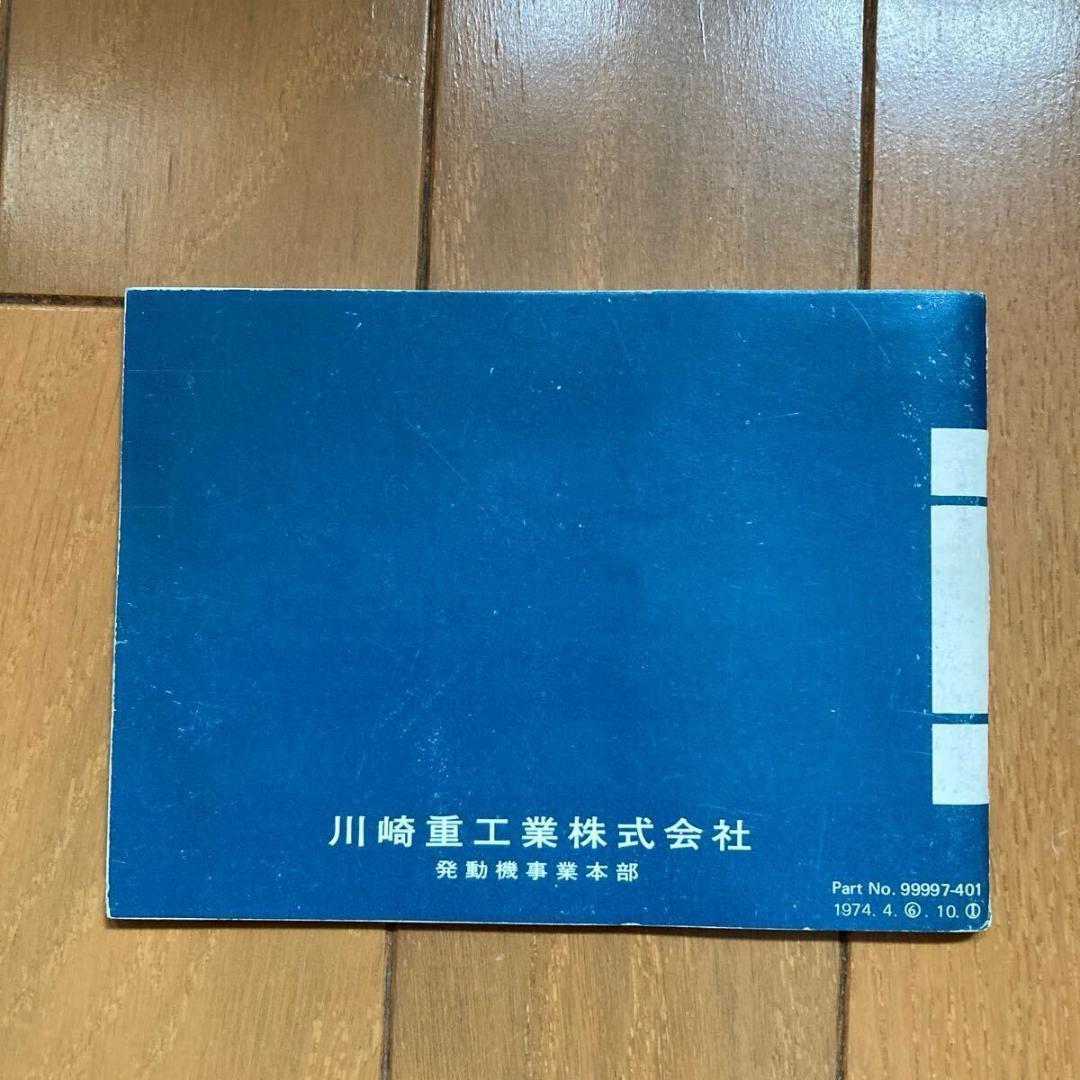 川崎重工業株式会社
発動機事業本部
Part No. 99997-401
1974. 4. ⑥. 10. Ⓘ